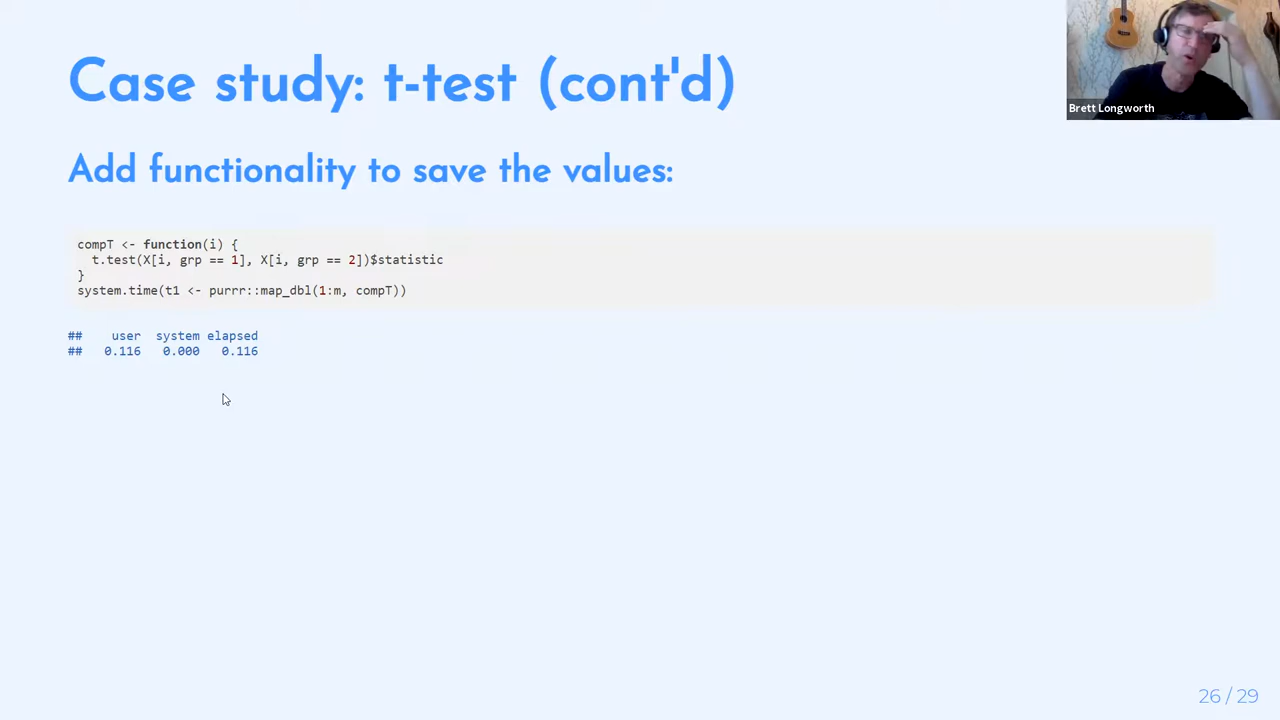 Case study: t-test (cont'd)
Brett Longworth
Add functionality to save the values:
compT <- function(i) {
  t.test(X[i, grp == 1], X[i, grp == 2])$statistic
}
system.time(t1 <- purrr::map_dbl(1:m, compT))
##    user  system elapsed
##   0.116   0.000   0.116
26 / 29